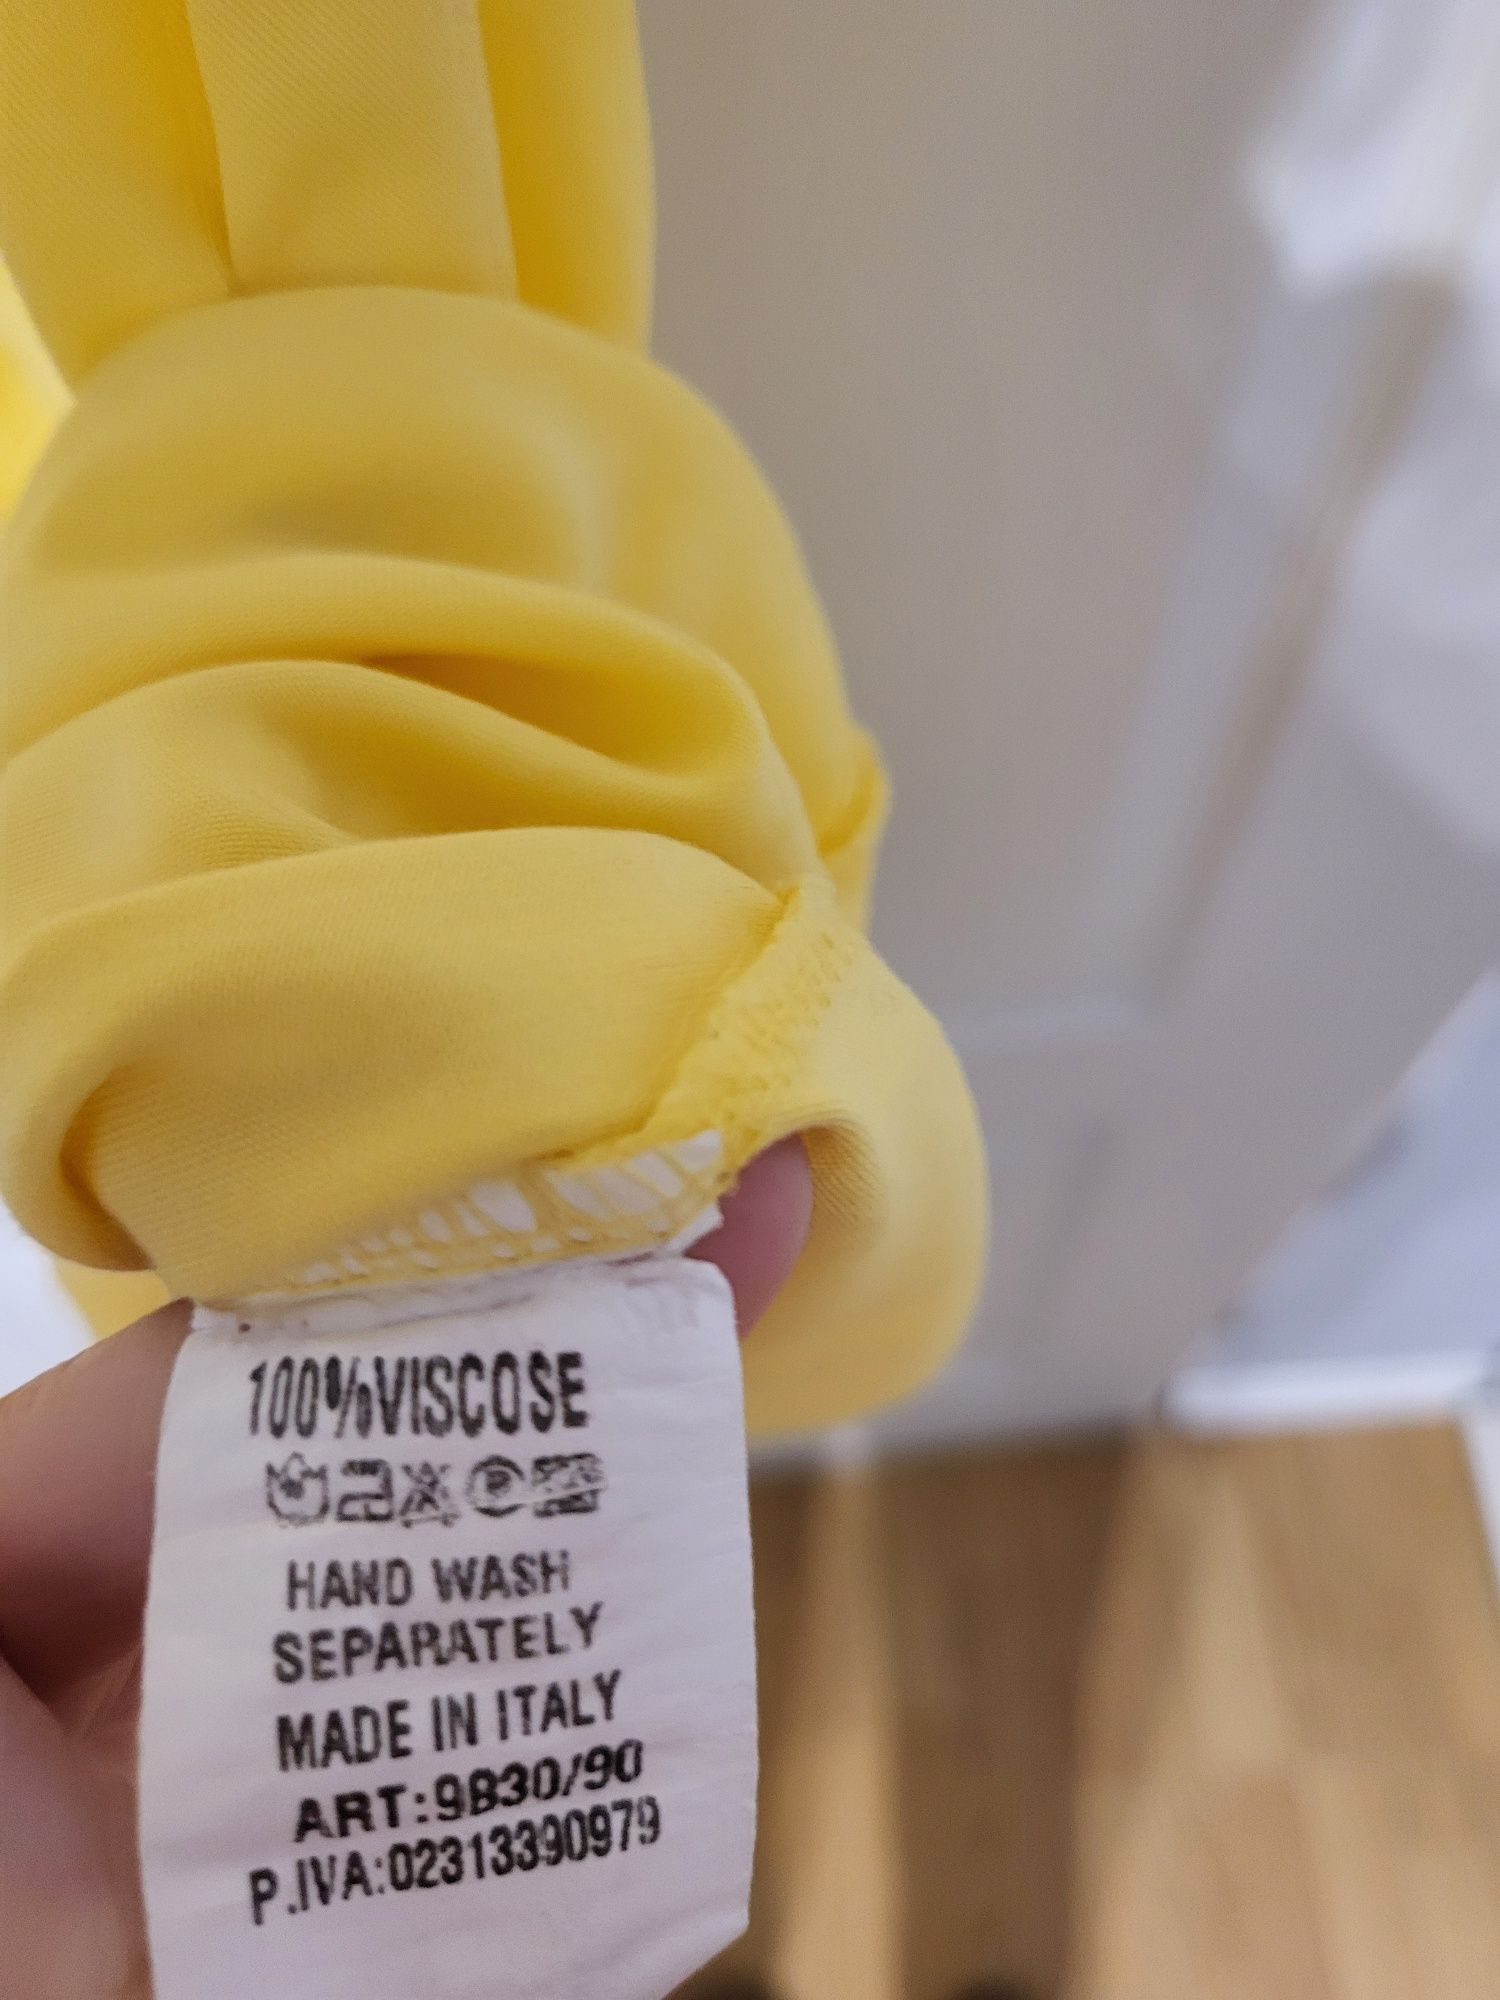 100%VISCOSE
HAND WASH
SEPARATELY
MADE IN ITALY
ART:9830/90
P.IVA:02313390979